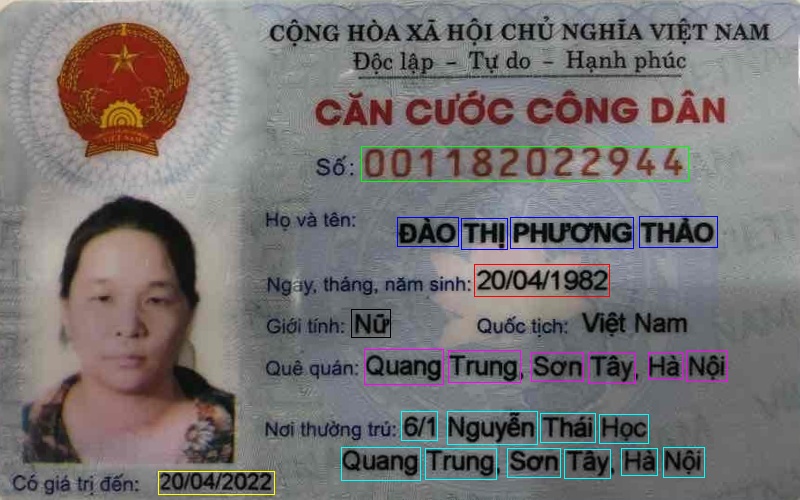 CỘNG HÒA XÃ HỘI CHỦ NGHĨA VIỆT NAM
Độc lập - Tự do - Hạnh phúc
CĂN CƯỚC CÔNG DÂN
Số: 001182022944
Họ và tên: ĐÀO THỊ PHƯƠNG THẢO
Ngày, tháng, năm sinh: 20/04/1982
Giới tính: Nữ Quốc tịch: Việt Nam
Quê quán: Quang Trung, Sơn Tây, Hà Nội
Nơi thường trú: 6/1 Nguyễn Thái Học
Quang Trung, Sơn Tây, Hà Nội
Có giá trị đến: 20/04/2022